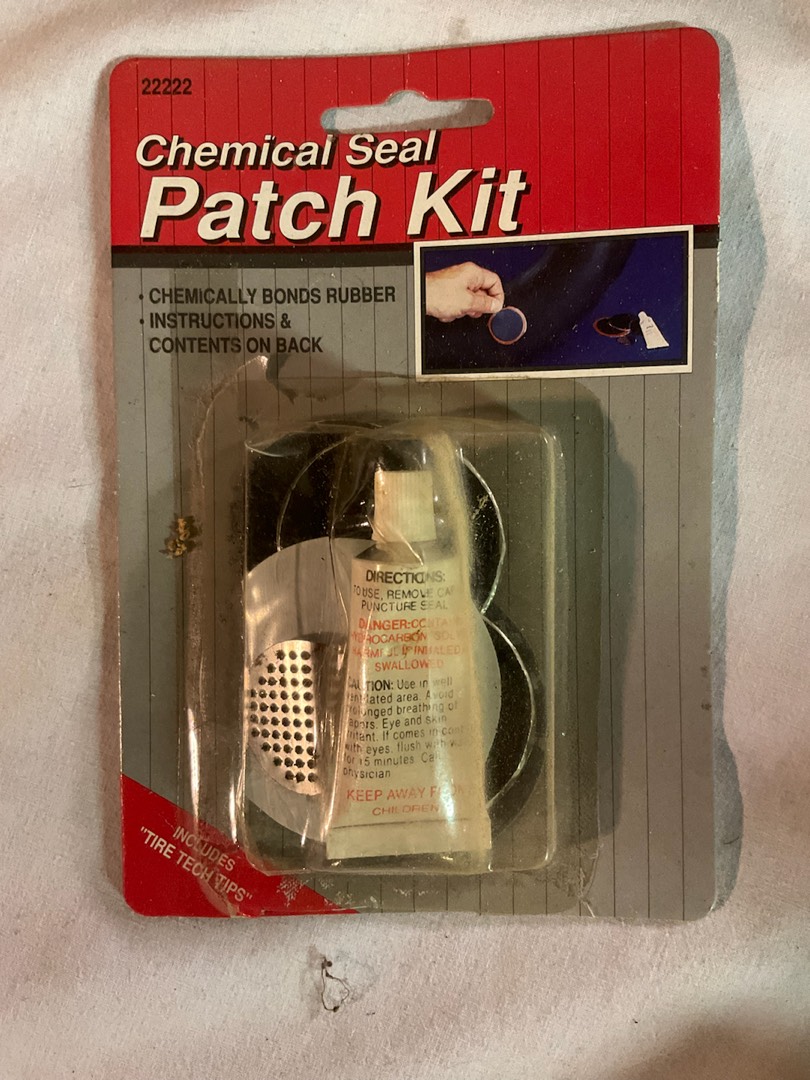 22222
Chemical Seal
Patch Kit
• CHEMICALLY BONDS RUBBER
• INSTRUCTIONS &
CONTENTS ON BACK
DIRECTIONS:
TO USE, REMOVE CAP
PUNCTURE SEAL
DANGER:
HARMFUL IF INHALED
SWALLOWED
CAUTION: Use in well
ventilated area. Avoid
prolonged breathing of
vapors. Eye and skin
irritant. If comes in
with eyes, flush with
for 15 minutes. Call
physician
KEEP AWAY FROM
CHILDREN
INCLUDES
"TIRE TECH TIPS"